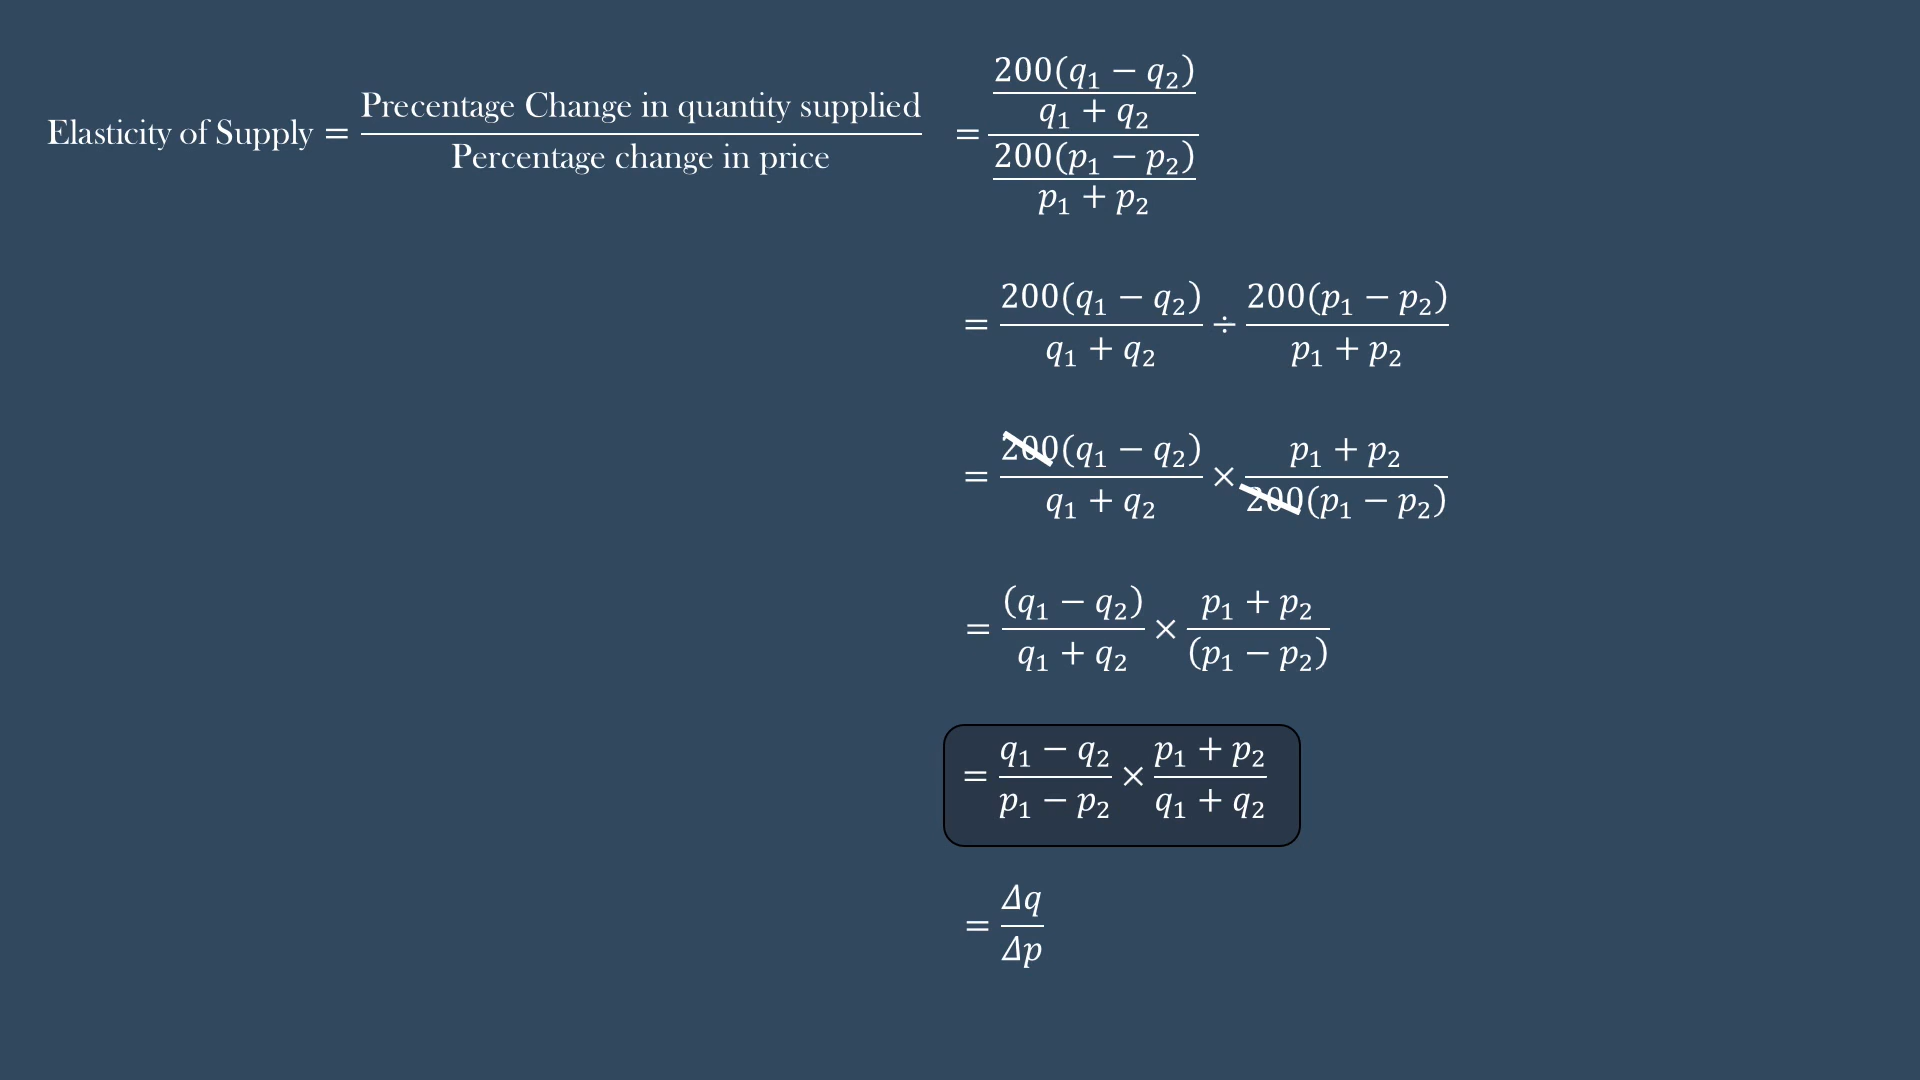 Elasticity of Supply = Precentage Change in quantity supplied / Percentage change in price = (200(q₁ − q₂) / q₁ + q₂) / (200(p₁ − p₂) / p₁ + p₂)
= 200(q₁ − q₂) / q₁ + q₂ ÷ 200(p₁ − p₂) / p₁ + p₂
= 200(q₁ − q₂) / q₁ + q₂ × p₁ + p₂ / 200(p₁ − p₂)
= (q₁ − q₂) / q₁ + q₂ × p₁ + p₂ / (p₁ − p₂)
= q₁ − q₂ / p₁ − p₂ × p₁ + p₂ / q₁ + q₂
= Δq / Δp